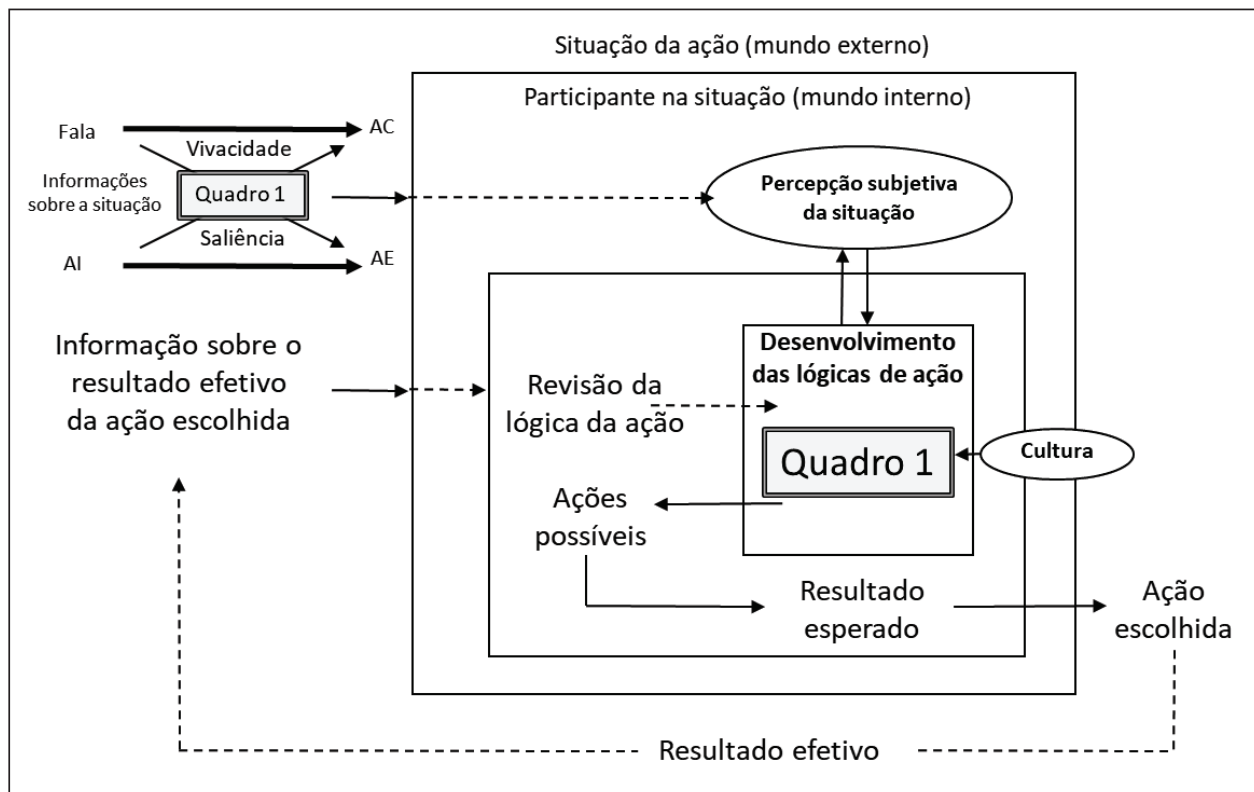 Situação da ação (mundo externo)
Participante na situação (mundo interno)
Fala
AC
Vivacidade
Informações
sobre a situação
Quadro 1
Saliência
AI
AE
Percepção subjetiva
da situação
Informação sobre o
resultado efetivo
da ação escolhida
Revisão da
lógica da ação
Desenvolvimento
das lógicas de ação
Quadro 1
Cultura
Ações
possíveis
Resultado
esperado
Ação
escolhida
Resultado efetivo